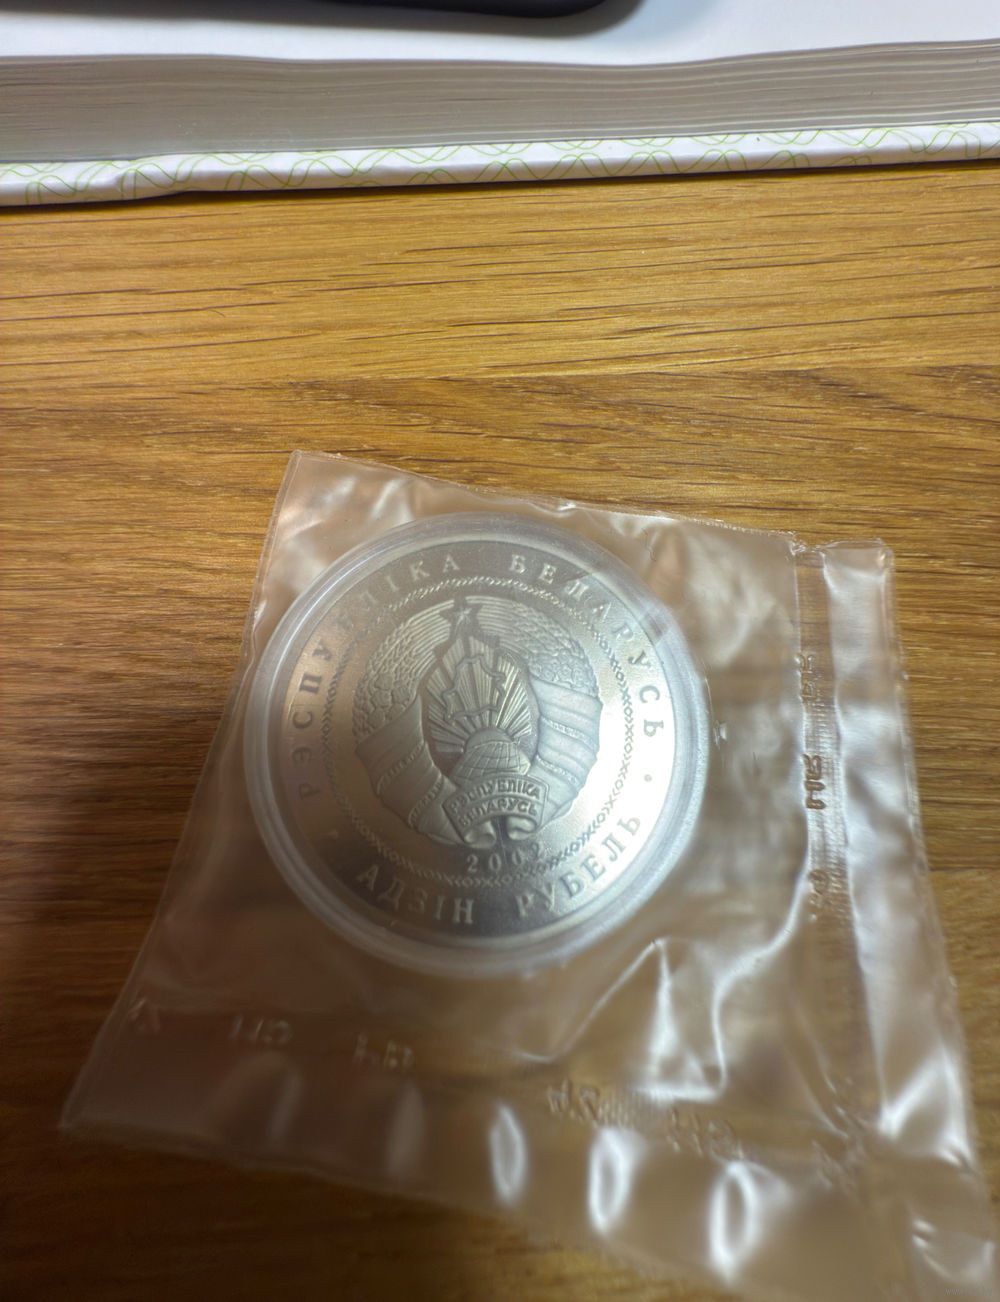 РЭСПУБЛІКА БЕЛАРУСЬ
РЭСПУБЛІКА
БЕЛАРУСЬ
2002
АДЗІН РУБЕЛЬ